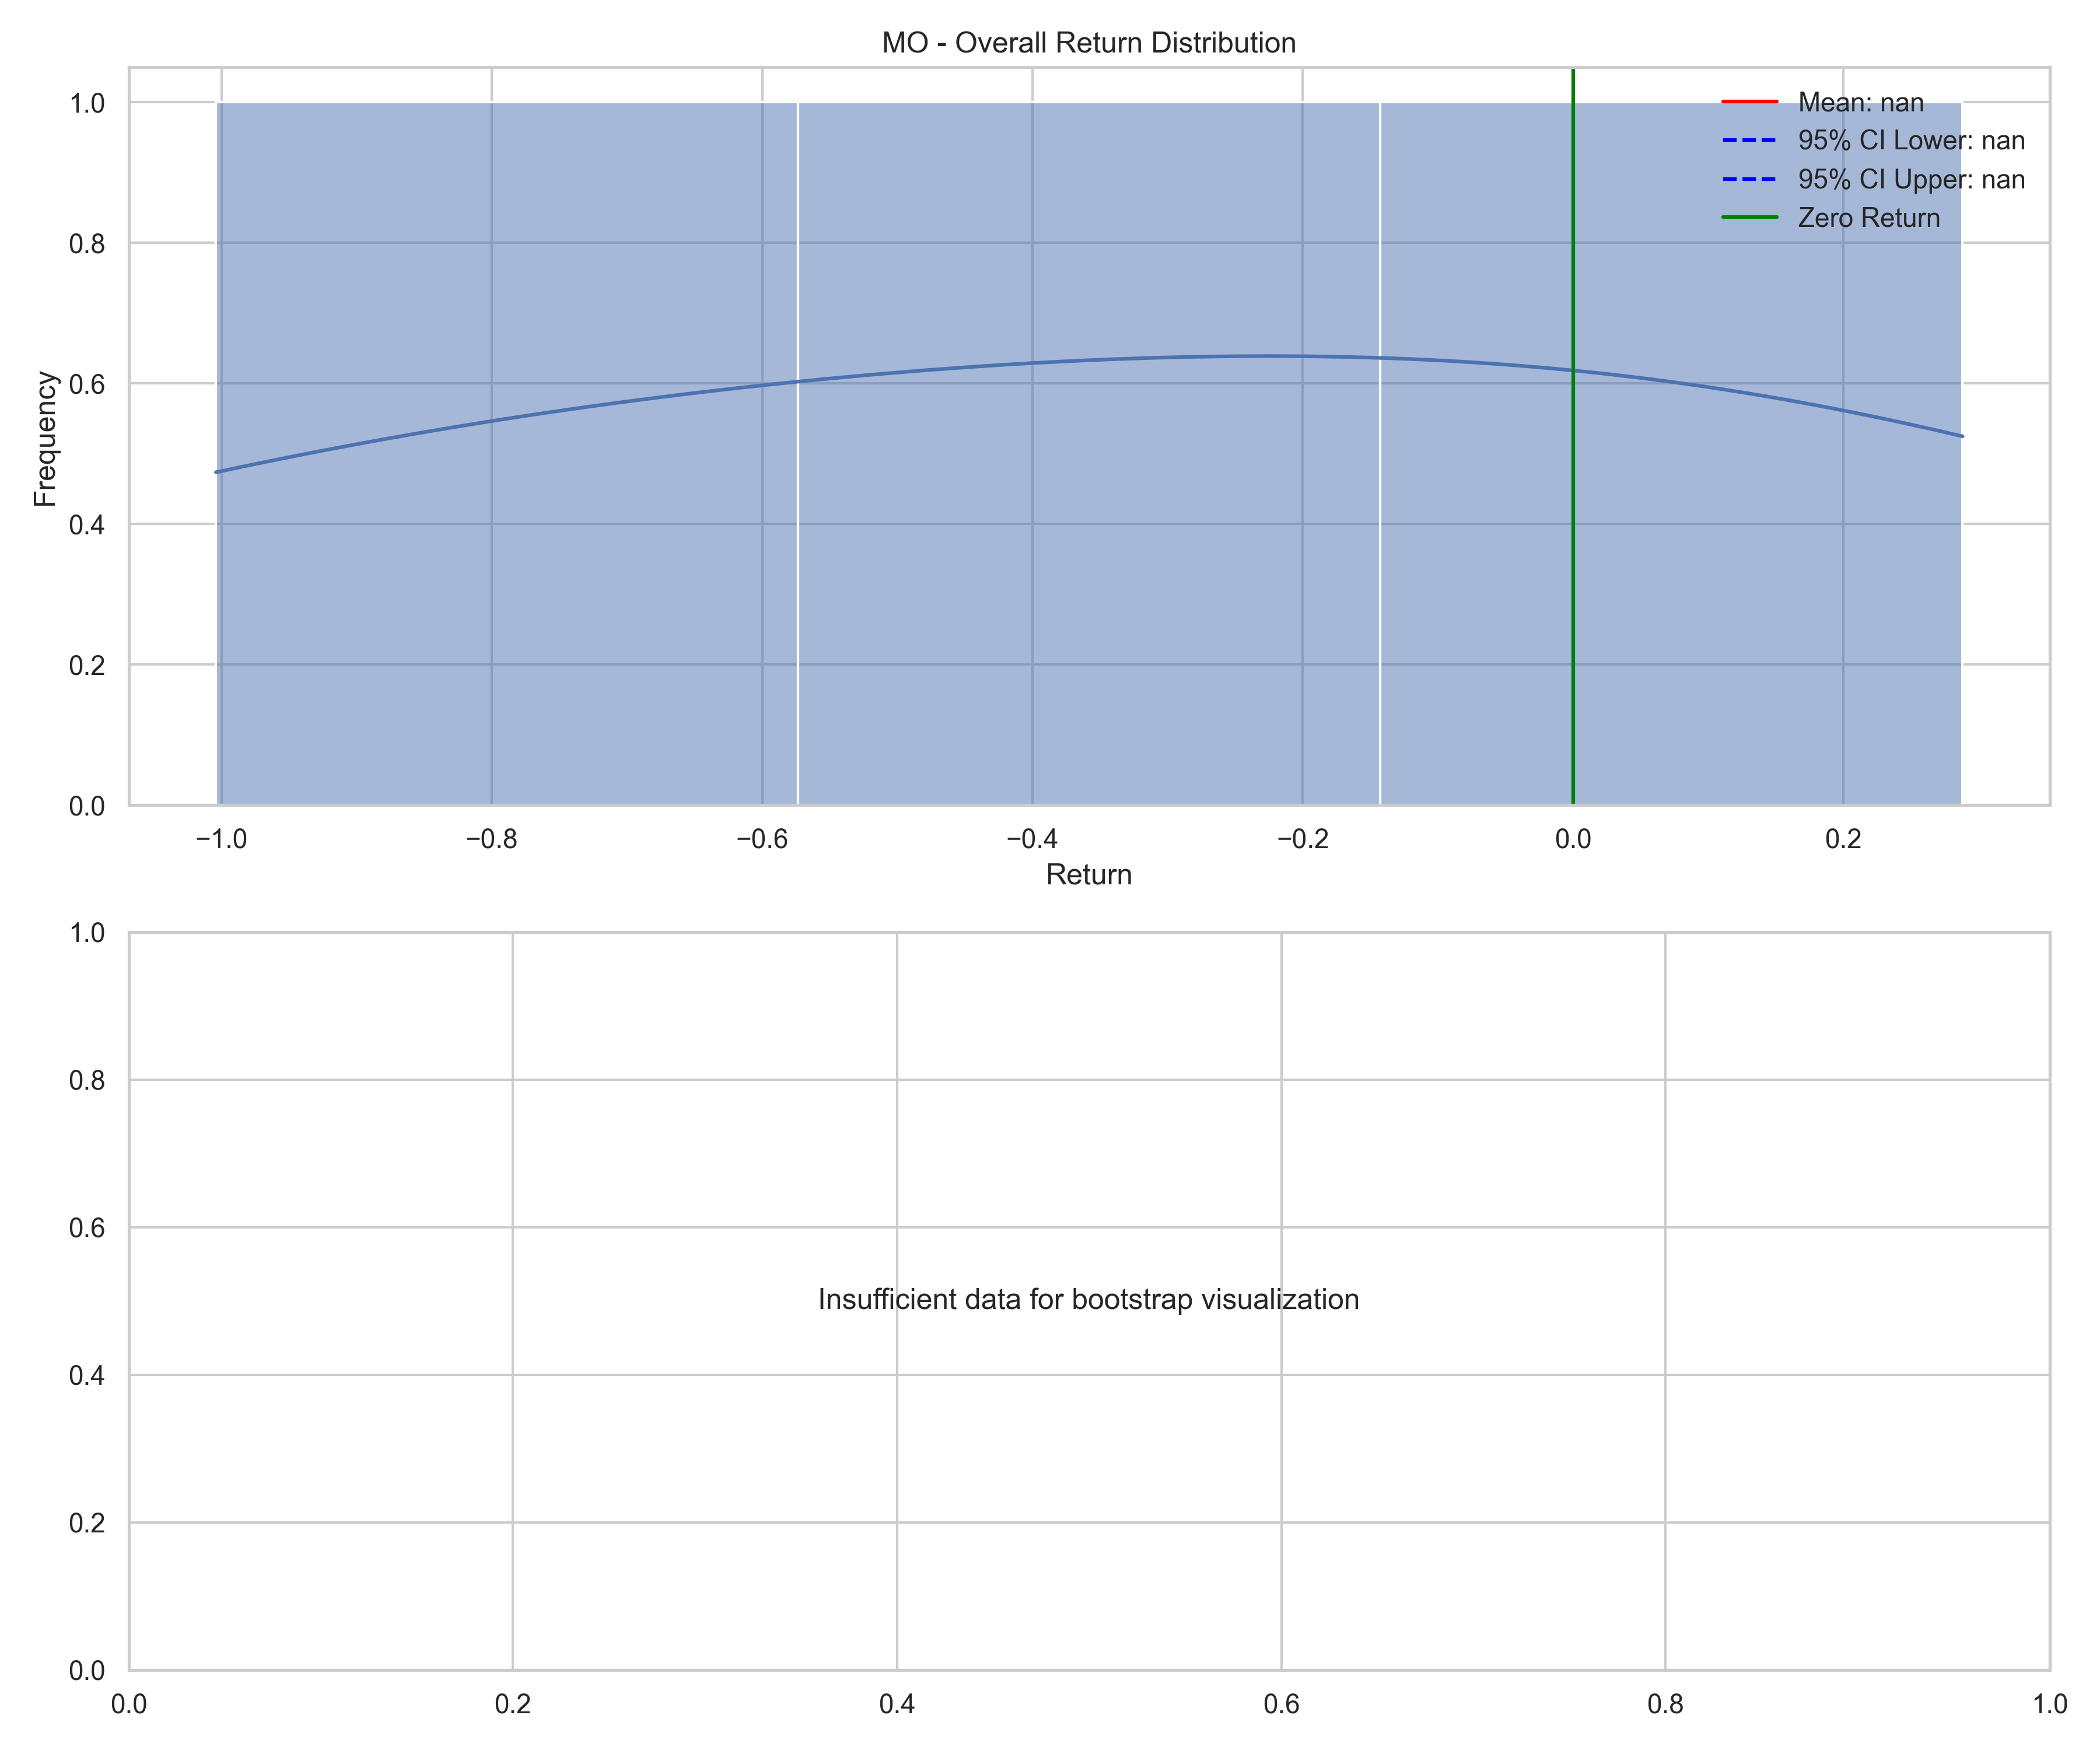 MO - Overall Return Distribution
1.0
0.8
0.6
0.4
0.2
0.0
Frequency
Mean: nan
95% CI Lower: nan
95% CI Upper: nan
Zero Return
−1.0 −0.8 −0.6 −0.4 −0.2 0.0 0.2
Return
1.0
0.8
0.6
0.4
0.2
0.0
Insufficient data for bootstrap visualization
0.0 0.2 0.4 0.6 0.8 1.0